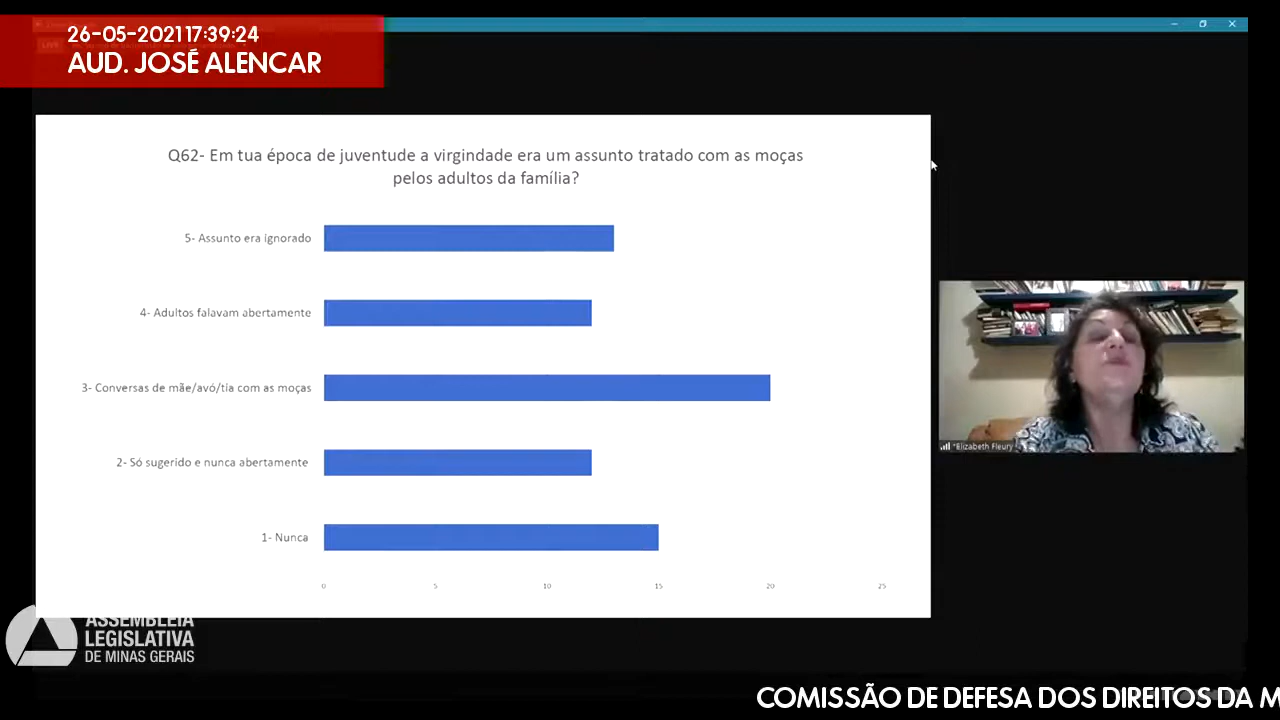 26-05-2021 17:39:24
AUD. JOSÉ ALENCAR
Q62- Em tua época de juventude a virgindade era um assunto tratado com as moças
pelos adultos da família?
5- Assunto era ignorado
4- Adultos falavam abertamente
3- Conversas de mãe/avó/tia com as moças
2- Só sugerido e nunca abertamente
1- Nunca
0 5 10 15 20 25
*Elizabeth Fleury
ASSEMBLEIA
LEGISLATIVA
DE MINAS GERAIS
COMISSÃO DE DEFESA DOS DIREITOS DA M